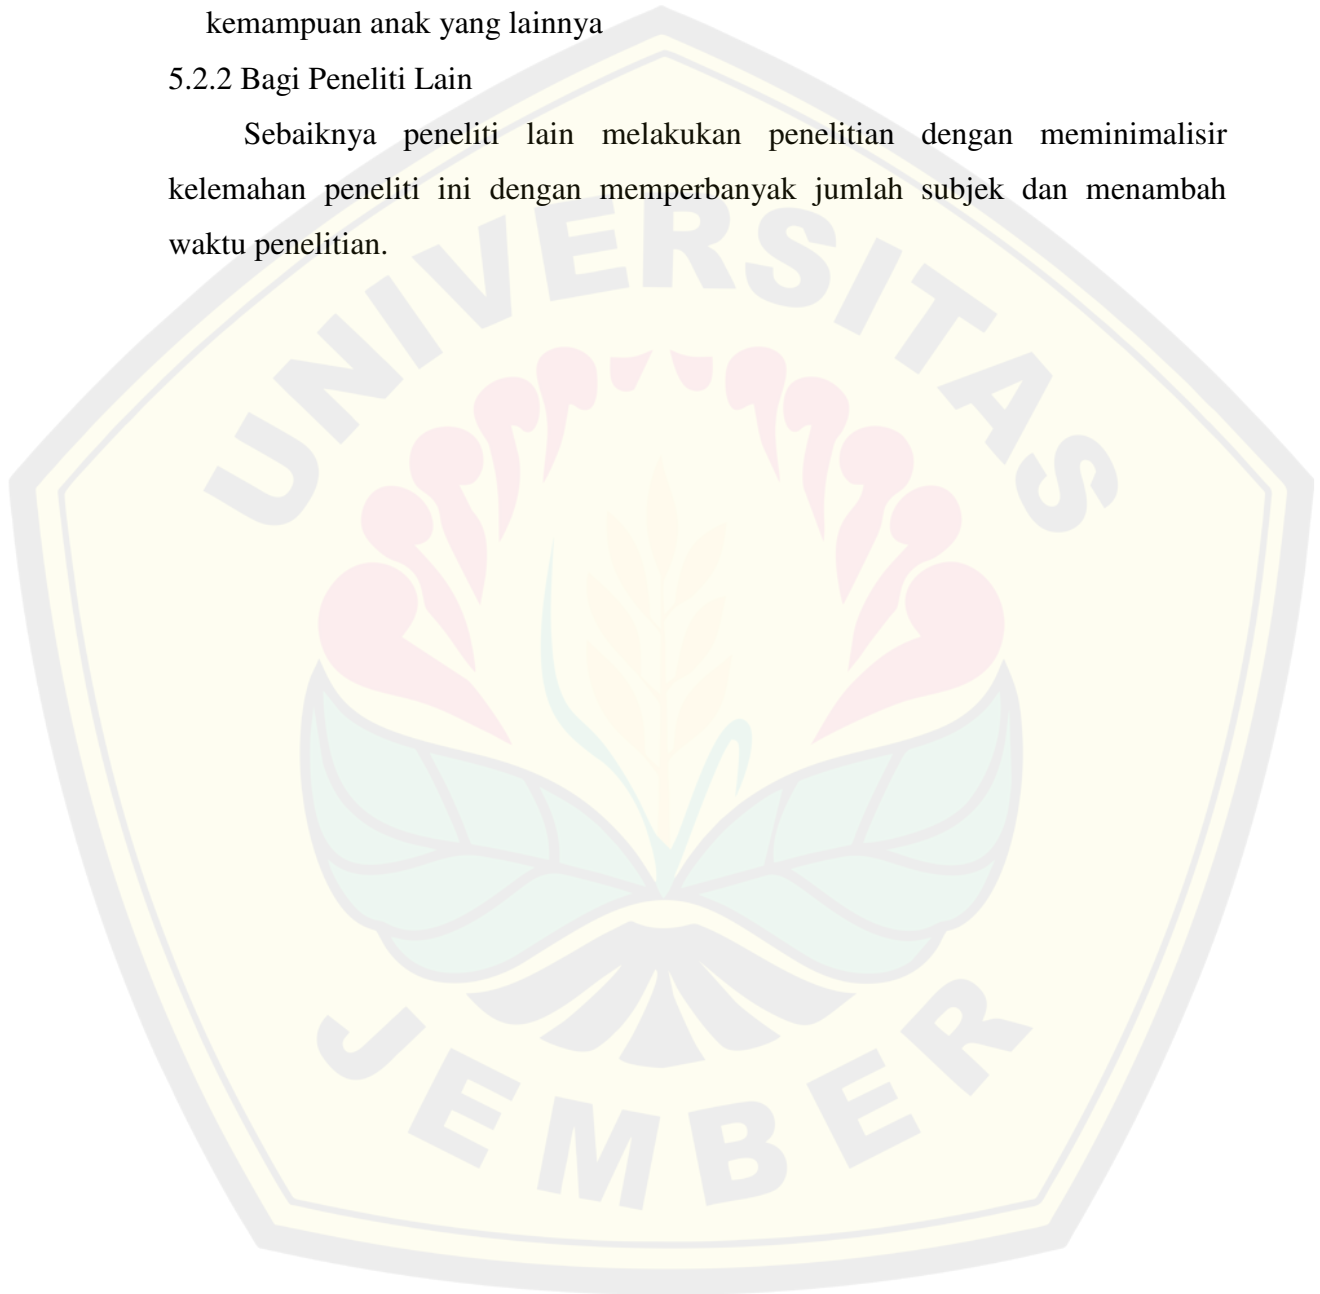 kemampuan anak yang lainnya
5.2.2 Bagi Peneliti Lain
Sebaiknya peneliti lain melakukan penelitian dengan meminimalisir
kelemahan peneliti ini dengan memperbanyak jumlah subjek dan menambah
waktu penelitian.
UNIVERSITAS
JEMBER